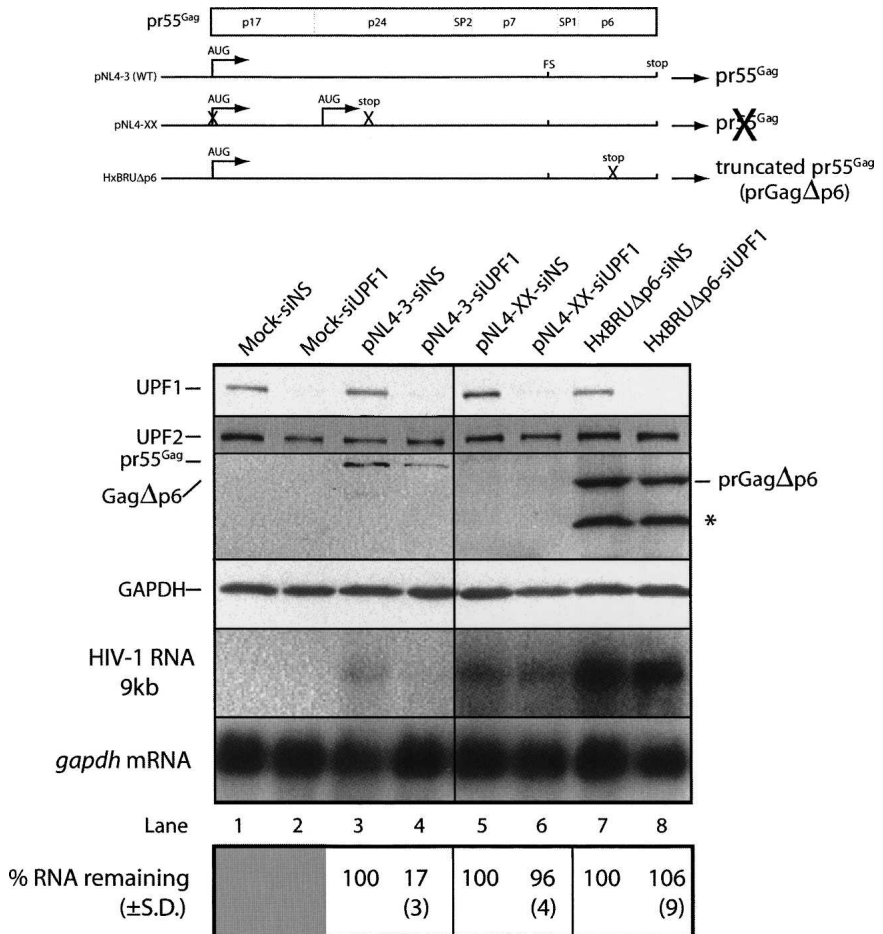 pr55Gag p17 p24 SP2 p7 SP1 p6
AUG FS stop
pNL4-3 (WT) pr55Gag
AUG AUG stop
pNL4-XX pr55Gag
AUG stop
HxBRUΔp6 truncated pr55Gag
(prGagΔp6)
Mock-siNS
Mock-siUPF1
pNL4-3-siNS
pNL4-3-siUPF1
pNL4-XX-siNS
pNL4-XX-siUPF1
HxBRUΔp6-siNS
HxBRUΔp6-siUPF1
UPF1
UPF2
pr55Gag
GagΔp6 prGagΔp6
*
GAPDH
HIV-1 RNA
9kb
gapdh mRNA
Lane 1 2 3 4 5 6 7 8
% RNA remaining 100 17 100 96 100 106
(±S.D.) (3) (4) (9)